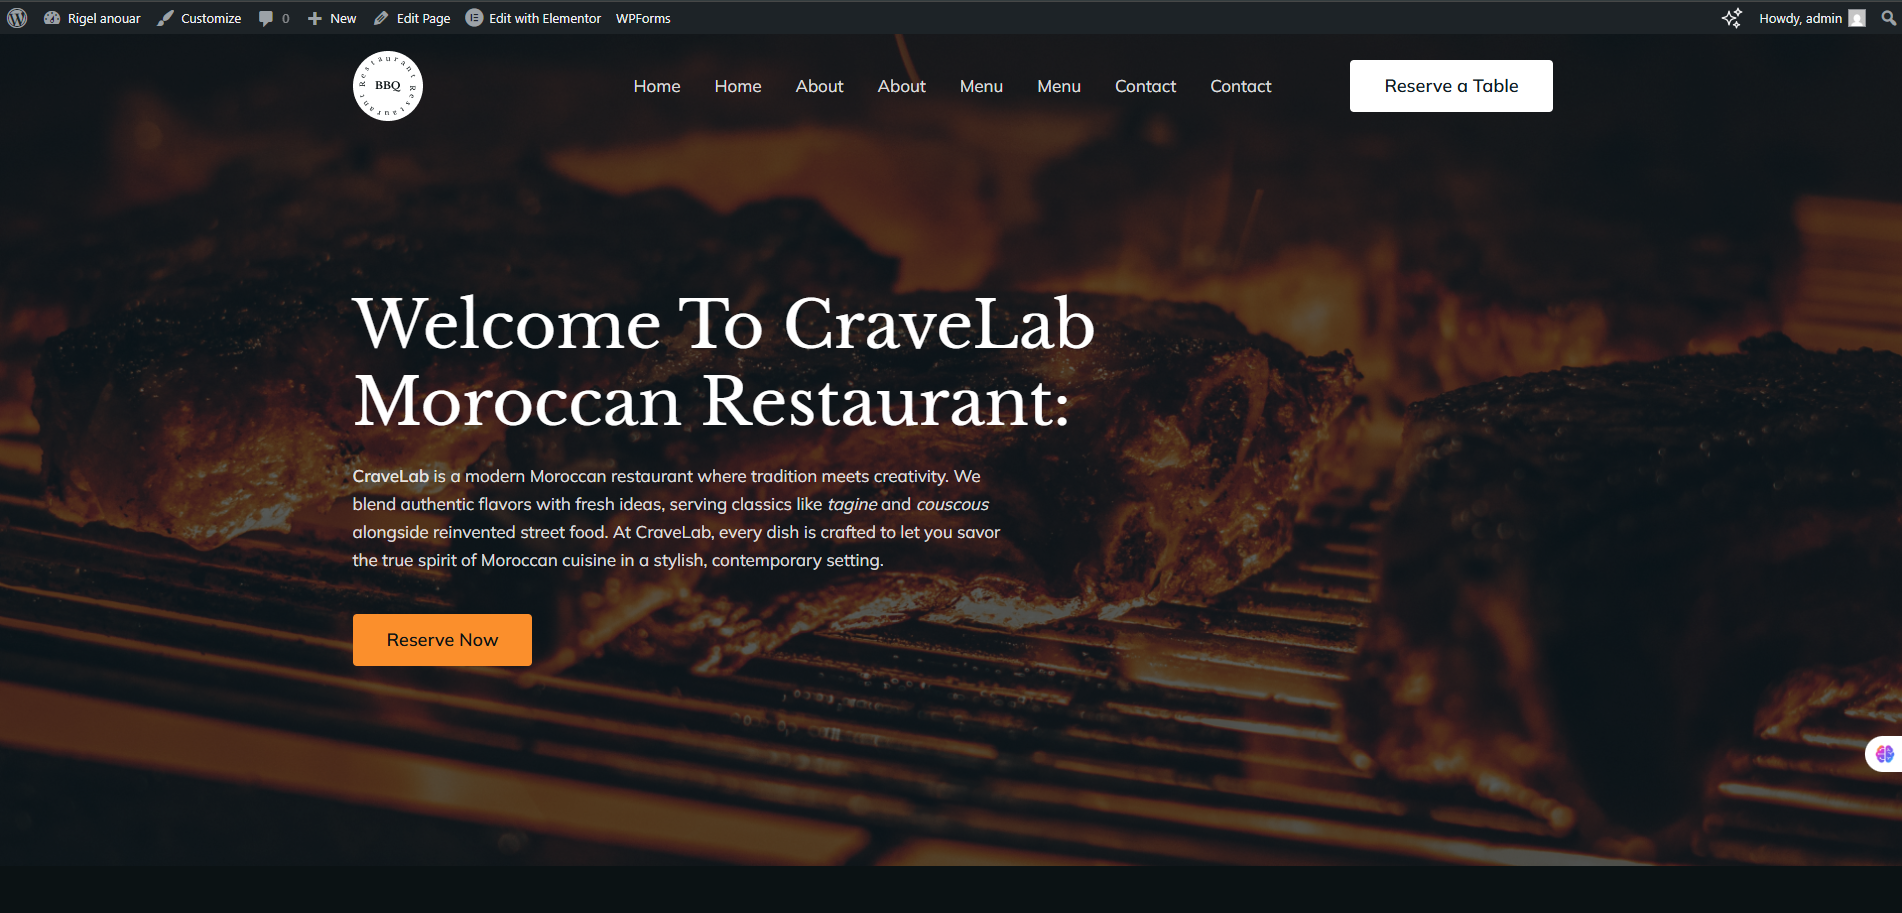 Rigel anouar Customize 0 New Edit Page Edit with Elementor WPForms Howdy, admin
Restaurant Restaurant
BBQ
Home Home About About Menu Menu Contact Contact Reserve a Table
Welcome To CraveLab
Moroccan Restaurant:
CraveLab is a modern Moroccan restaurant where tradition meets creativity. We
blend authentic flavors with fresh ideas, serving classics like tagine and couscous
alongside reinvented street food. At CraveLab, every dish is crafted to let you savor
the true spirit of Moroccan cuisine in a stylish, contemporary setting.
Reserve Now